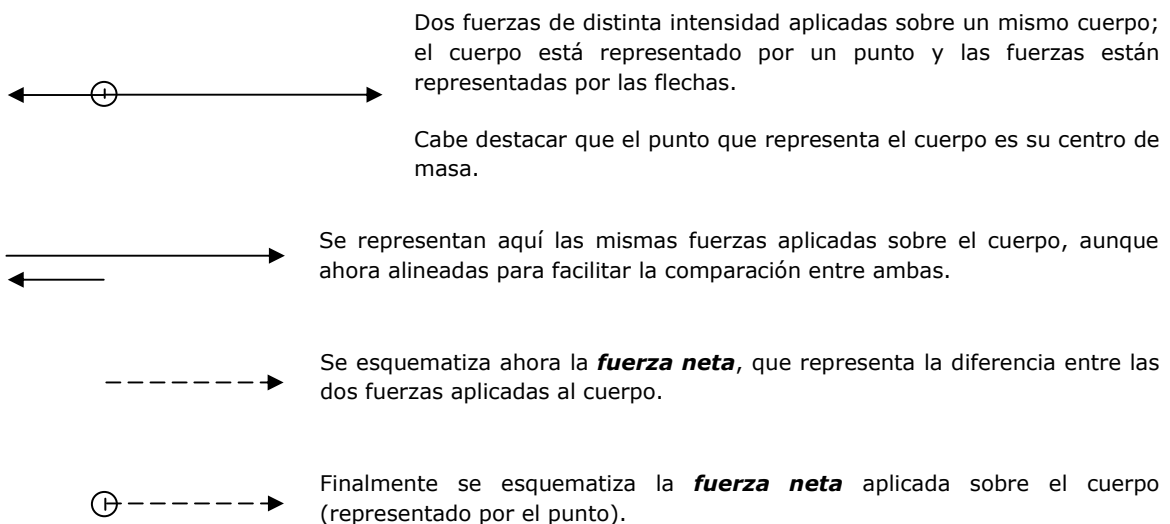 Dos fuerzas de distinta intensidad aplicadas sobre un mismo cuerpo;
el cuerpo está representado por un punto y las fuerzas están
representadas por las flechas.
Cabe destacar que el punto que representa el cuerpo es su centro de
masa.
Se representan aquí las mismas fuerzas aplicadas sobre el cuerpo, aunque
ahora alineadas para facilitar la comparación entre ambas.
Se esquematiza ahora la fuerza neta, que representa la diferencia entre las
dos fuerzas aplicadas al cuerpo.
Finalmente se esquematiza la fuerza neta aplicada sobre el cuerpo
(representado por el punto).